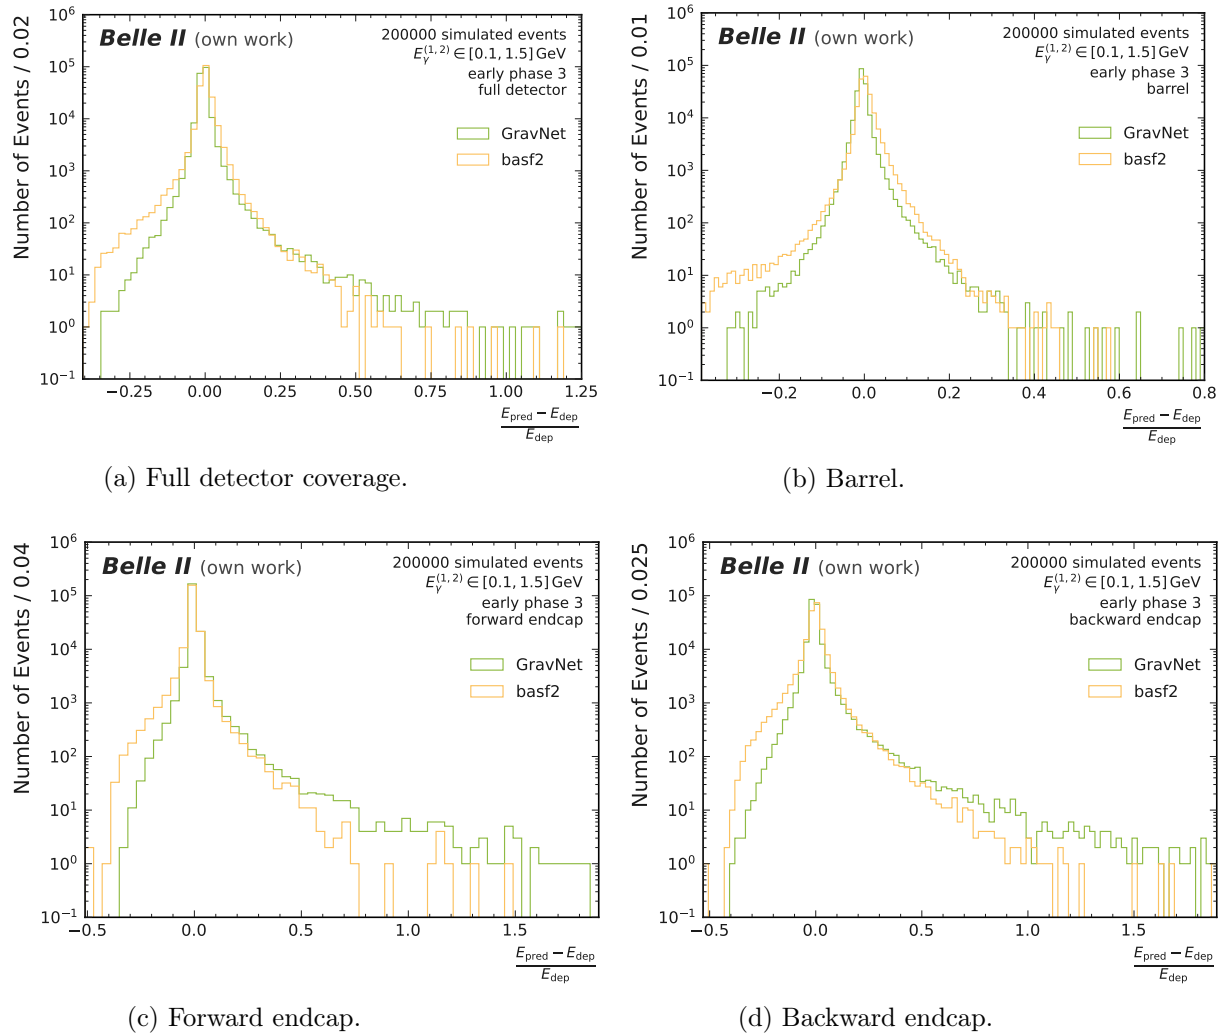 Belle II (own work)
200000 simulated events
E_γ^(1, 2) ∈ [0.1, 1.5] GeV
early phase 3
full detector
GravNet
basf2
Number of Events / 0.02
10^6
10^5
10^4
10^3
10^2
10^1
10^0
10^−1
−0.25 0.00 0.25 0.50 0.75 1.00 1.25
E_pred − E_dep
E_dep
(a) Full detector coverage.
Belle II (own work)
200000 simulated events
E_γ^(1, 2) ∈ [0.1, 1.5] GeV
early phase 3
barrel
GravNet
basf2
Number of Events / 0.01
10^6
10^5
10^4
10^3
10^2
10^1
10^0
10^−1
−0.2 0.0 0.2 0.4 0.6 0.8
E_pred − E_dep
E_dep
(b) Barrel.
Belle II (own work)
200000 simulated events
E_γ^(1, 2) ∈ [0.1, 1.5] GeV
early phase 3
forward endcap
GravNet
basf2
Number of Events / 0.04
10^6
10^5
10^4
10^3
10^2
10^1
10^0
10^−1
−0.5 0.0 0.5 1.0 1.5
E_pred − E_dep
E_dep
(c) Forward endcap.
Belle II (own work)
200000 simulated events
E_γ^(1, 2) ∈ [0.1, 1.5] GeV
early phase 3
backward endcap
GravNet
basf2
Number of Events / 0.025
10^6
10^5
10^4
10^3
10^2
10^1
10^0
10^−1
−0.5 0.0 0.5 1.0 1.5
E_pred − E_dep
E_dep
(d) Backward endcap.